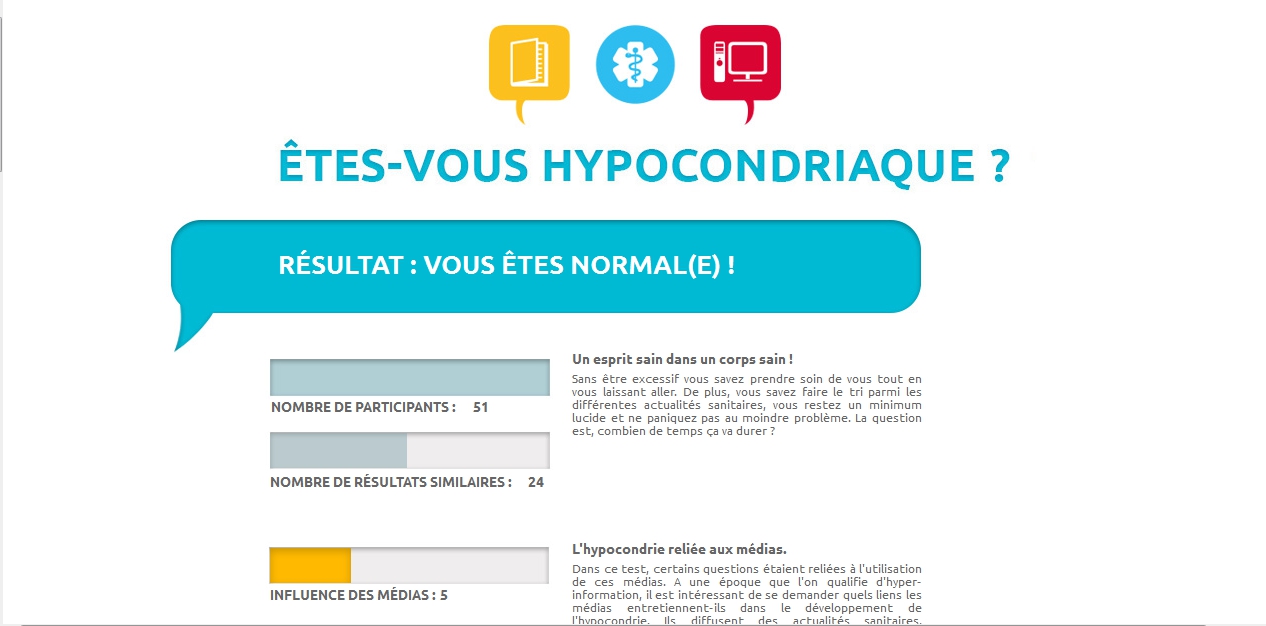 ÊTES-VOUS HYPOCONDRIAQUE ?
RÉSULTAT : VOUS ÊTES NORMAL(E) !
NOMBRE DE PARTICIPANTS : 51
NOMBRE DE RÉSULTATS SIMILAIRES : 24
Un esprit sain dans un corps sain !
Sans être excessif vous savez prendre soin de vous tout en
vous laissant aller. De plus, vous savez faire le tri parmi les
différentes actualités sanitaires, vous restez un minimum
lucide et ne paniquez pas au moindre problème. La question
est, combien de temps ça va durer ?
INFLUENCE DES MÉDIAS : 5
L'hypocondrie reliée aux médias.
Dans ce test, certains questions étaient reliées à l'utilisation
de ces médias. A une époque que l'on qualifie d'hyper-
information, il est intéressant de se demander quels liens les
médias entretiennent-ils dans le développement de
l'hypocondrie. Ils diffusent des actualités sanitaires,